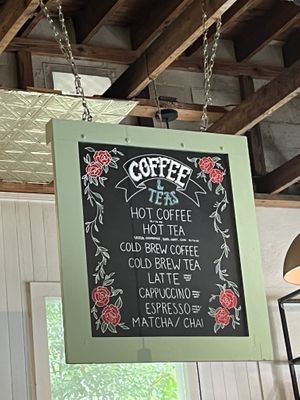 COFFEE
& TEAS
HOT COFFEE
HOT TEA
COLD BREW COFFEE
COLD BREW TEA
LATTE
CAPPUCCINO
ESPRESSO
MATCHA / CHAI